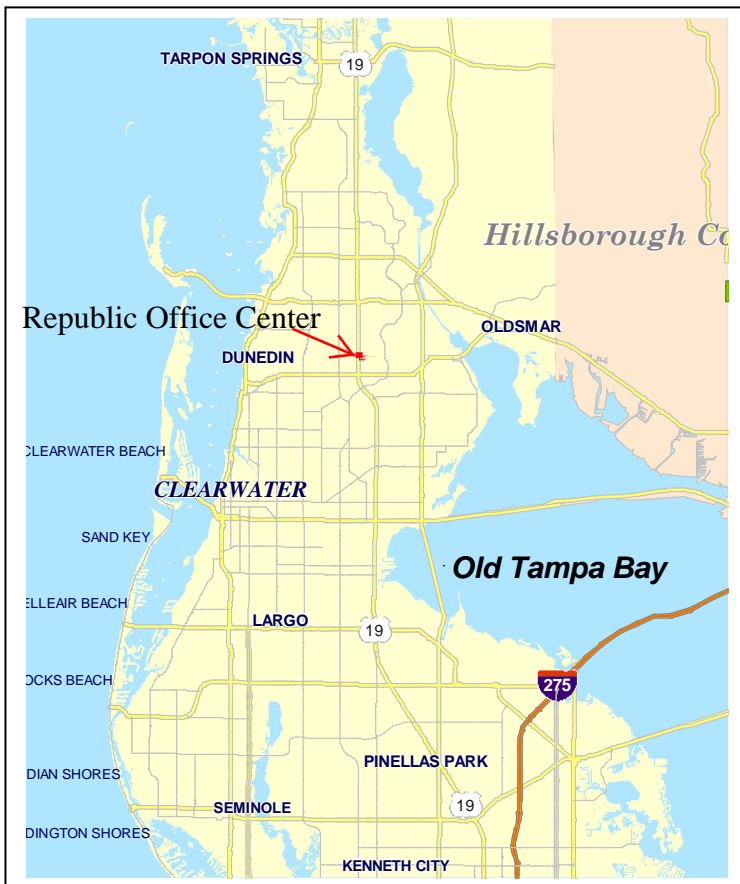 TARPON SPRINGS
19
Hillsborough Co
Republic Office Center
OLDSMAR
DUNEDIN
CLEARWATER BEACH
CLEARWATER
SAND KEY
Old Tampa Bay
ELLEAIR BEACH
LARGO
19
OCKS BEACH
275
PINELLAS PARK
DIAN SHORES
SEMINOLE
19
DINGTON SHORES
KENNETH CITY